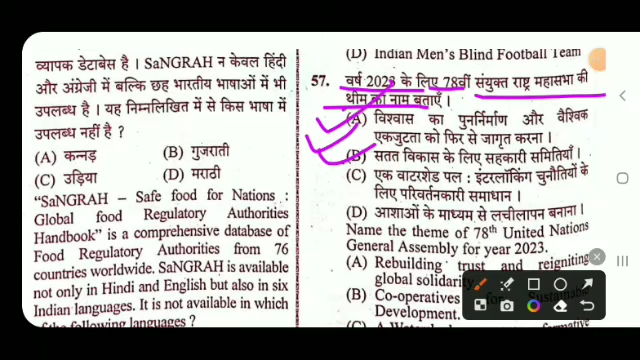 व्यापक डेटाबेस है । SaNGRAH न केवल हिंदी
और अंग्रेजी में बल्कि छह भारतीय भाषाओं में भी
उपलब्ध है । यह निम्नलिखित में से किस भाषा में
उपलब्ध नहीं है ?
(A) कन्नड़ (B) गुजराती
(C) उड़िया (D) मराठी
“SaNGRAH – Safe food for Nations :
Global food Regulatory Authorities
Handbook” is a comprehensive database of
Food Regulatory Authorities from 76
countries worldwide. SaNGRAH is available
not only in Hindi and English but also in six
Indian languages. It is not available in which
of the following languages ?
(D) Indian Men's Blind Football Team
57. वर्ष 2023 के लिए 78वीं संयुक्त राष्ट्र महासभा की
थीम का नाम बताएँ ।
(A) विश्वास का पुनर्निर्माण और वैश्विक
एकजुटता को फिर से जागृत करना ।
(B) सतत विकास के लिए सहकारी समितियाँ ।
(C) एक वाटरशेड पल : इंटरलॉकिंग चुनौतियों के
लिए परिवर्तनकारी समाधान ।
(D) आशाओं के माध्यम से लचीलापन बनाना ।
Name the theme of 78th United Nations
General Assembly for year 2023.
(A) Rebuilding trust and reigniting
global solidarity
(B) Co-operatives
Development.